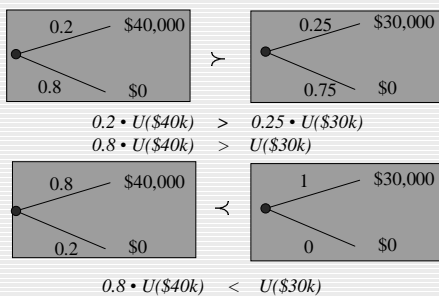 0.2 $40,000 ≻ 0.25 $30,000
0.8 $0 0.75 $0
0.2 • U($40k) > 0.25 • U($30k)
0.8 • U($40k) > U($30k)
0.8 $40,000 ≺ 1 $30,000
0.2 $0 0 $0
0.8 • U($40k) < U($30k)